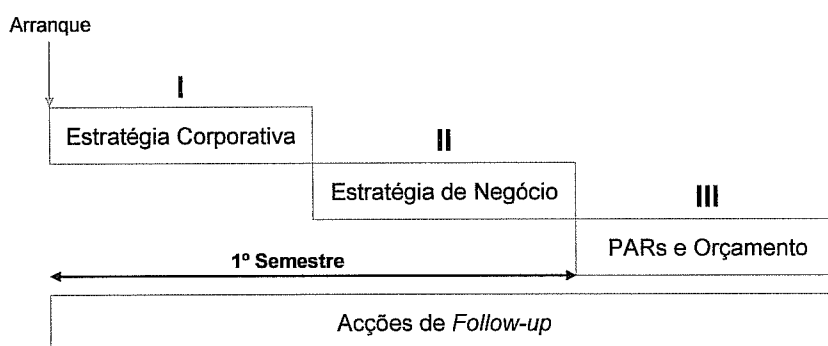 Arranque
I
Estratégia Corporativa
II
Estratégia de Negócio
III
PARs e Orçamento
1º Semestre
Acções de Follow-up